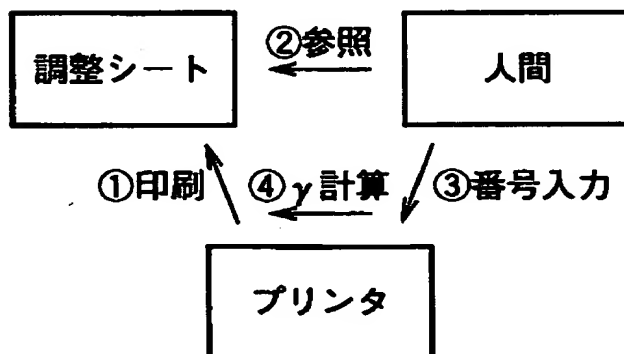 ②参照
調整シート
人間
①印刷
④γ計算
③番号入力
プリンタ